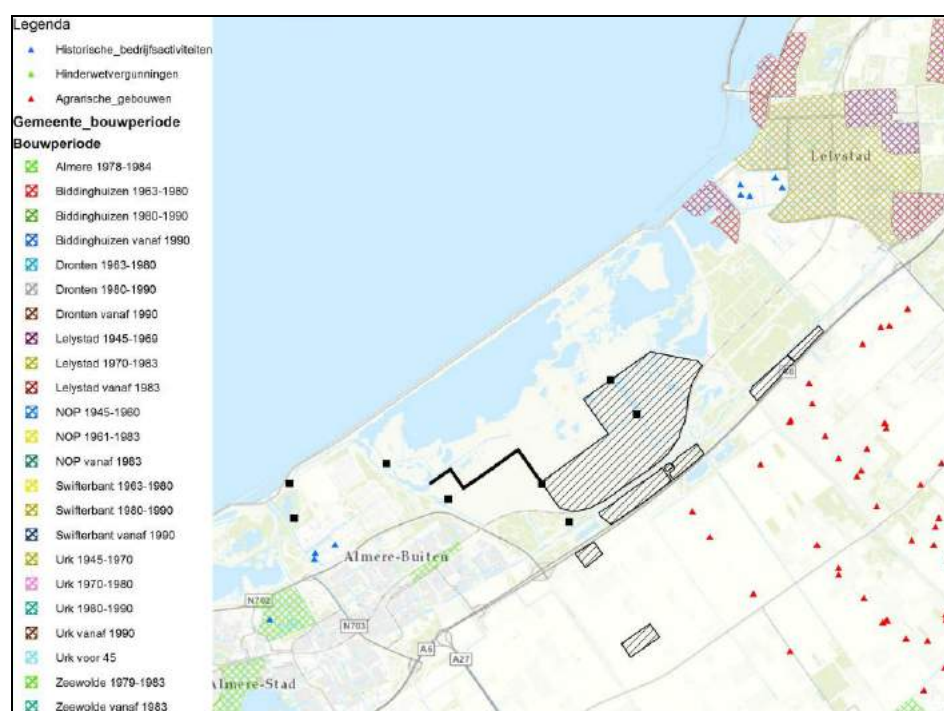 Legenda
Historische_bedrijfsactiviteiten
Hinderwetvergunningen
Agrarische_gebouwen
Gemeente_bouwperiode
Bouwperiode
Almere 1978-1984
Biddinghuizen 1963-1980
Biddinghuizen 1980-1990
Biddinghuizen vanaf 1990
Dronten 1963-1980
Dronten 1980-1990
Dronten vanaf 1990
Lelystad 1945-1969
Lelystad 1970-1983
Lelystad vanaf 1983
NOP 1945-1960
NOP 1961-1983
NOP vanaf 1983
Swifterbant 1963-1980
Swifterbant 1980-1990
Swifterbant vanaf 1990
Urk 1945-1970
Urk 1970-1980
Urk 1980-1990
Urk vanaf 1990
Urk voor 45
Zeewolde 1979-1983
Zeewolde vanaf 1983
Lelystad
A6
Almere-Buiten
N702
N703
A6
A27
Almere-Stad